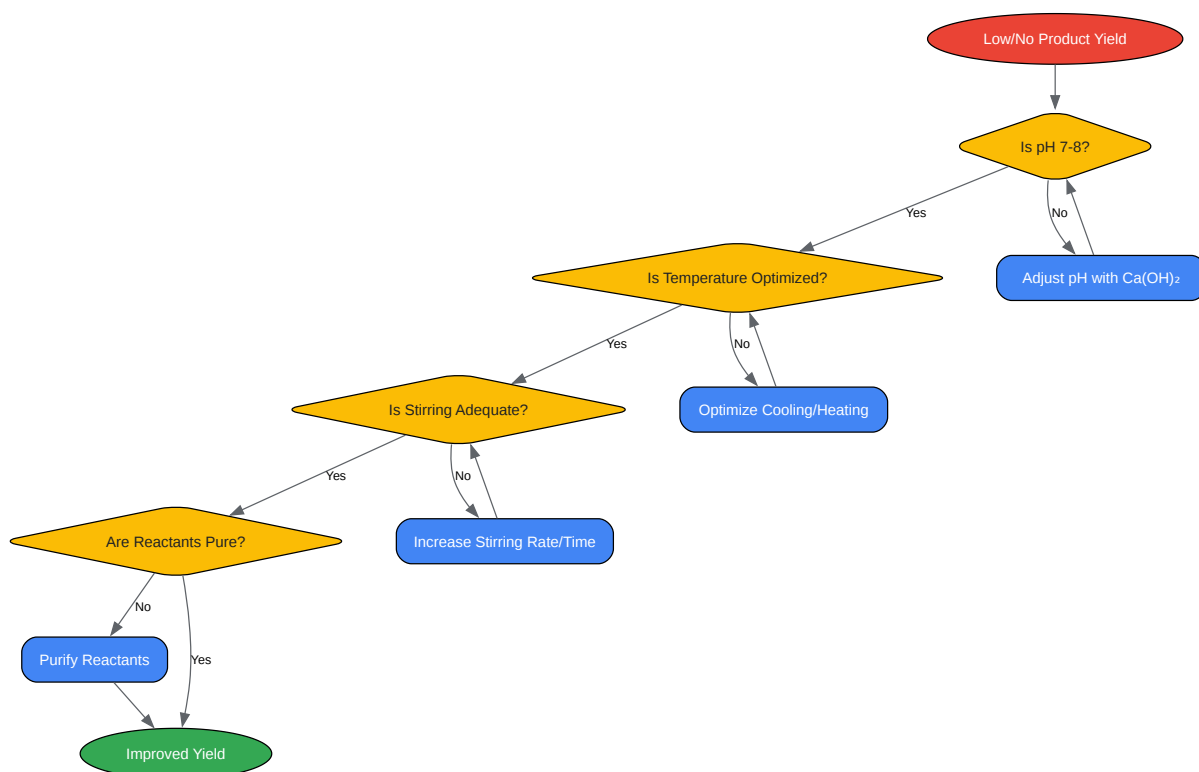 Low/No Product Yield
Is pH 7-8?
Yes
No
Is Temperature Optimized?
Adjust pH with Ca(OH)₂
Yes
No
Is Stirring Adequate?
Optimize Cooling/Heating
Yes
No
Are Reactants Pure?
Increase Stirring Rate/Time
No
Purify Reactants
Yes
Improved Yield